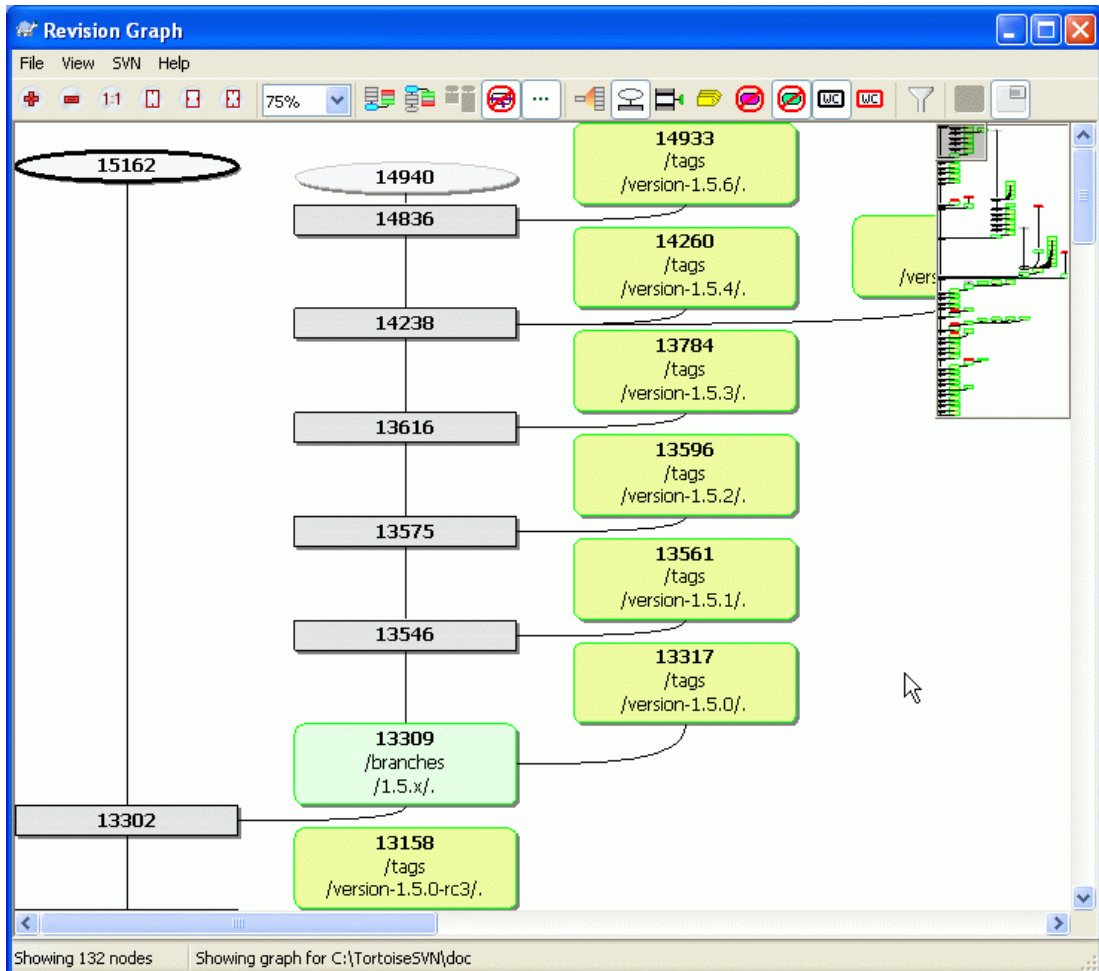 Revision Graph
File View SVN Help
1:1
75%
...
WC
WC
15162
14940
14836
14933
/tags
/version-1.5.6/.
14260
/tags
/version-1.5.4/.
14238
13784
/tags
/version-1.5.3/.
13616
13596
/tags
/version-1.5.2/.
13575
13561
/tags
/version-1.5.1/.
13546
13317
/tags
/version-1.5.0/.
13309
/branches
/1.5.x/.
13302
13158
/tags
/version-1.5.0-rc3/.
Showing 132 nodes
Showing graph for C:\TortoiseSVN\doc